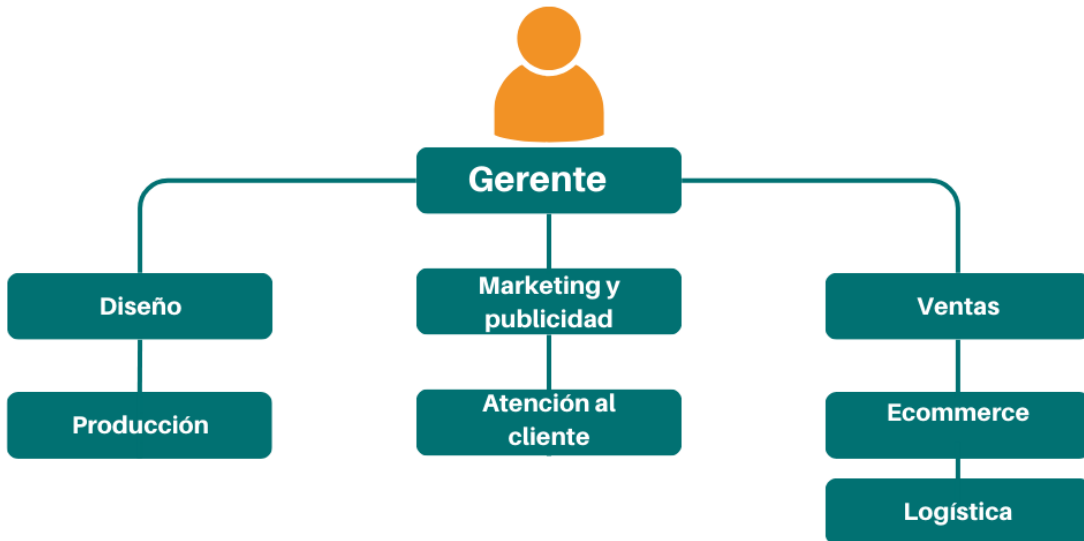 Gerente
Diseño
Marketing y
publicidad
Ventas
Producción
Atención al
cliente
Ecommerce
Logística